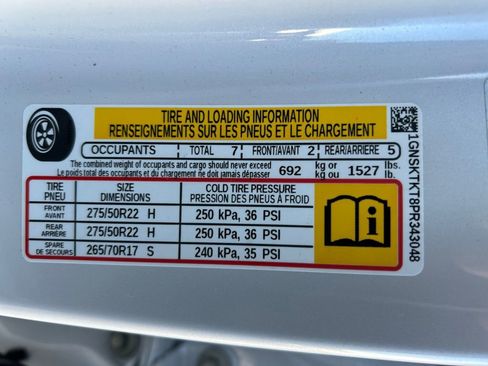 TIRE AND LOADING INFORMATION
RENSEIGNEMENTS SUR LES PNEUS ET LE CHARGEMENT
OCCUPANTS TOTAL 7 FRONT/AVANT 2 REAR/ARRIÈRE 5
The combined weight of occupants and cargo should never exceed 692 kg or 1527 lbs.
Le poids total des occupants et du chargement ne doit jamais dépasser kg ou lb.
TIRE SIZE COLD TIRE PRESSURE
PNEU DIMENSIONS PRESSION DES PNEUS À FROID
FRONT
AVANT 275/50R22 H 250 kPa, 36 PSI
REAR
ARRIÈRE 275/50R22 H 250 kPa, 36 PSI
SPARE
DE SECOURS 265/70R17 S 240 kPa, 35 PSI
1GNSKTKT8PR343048